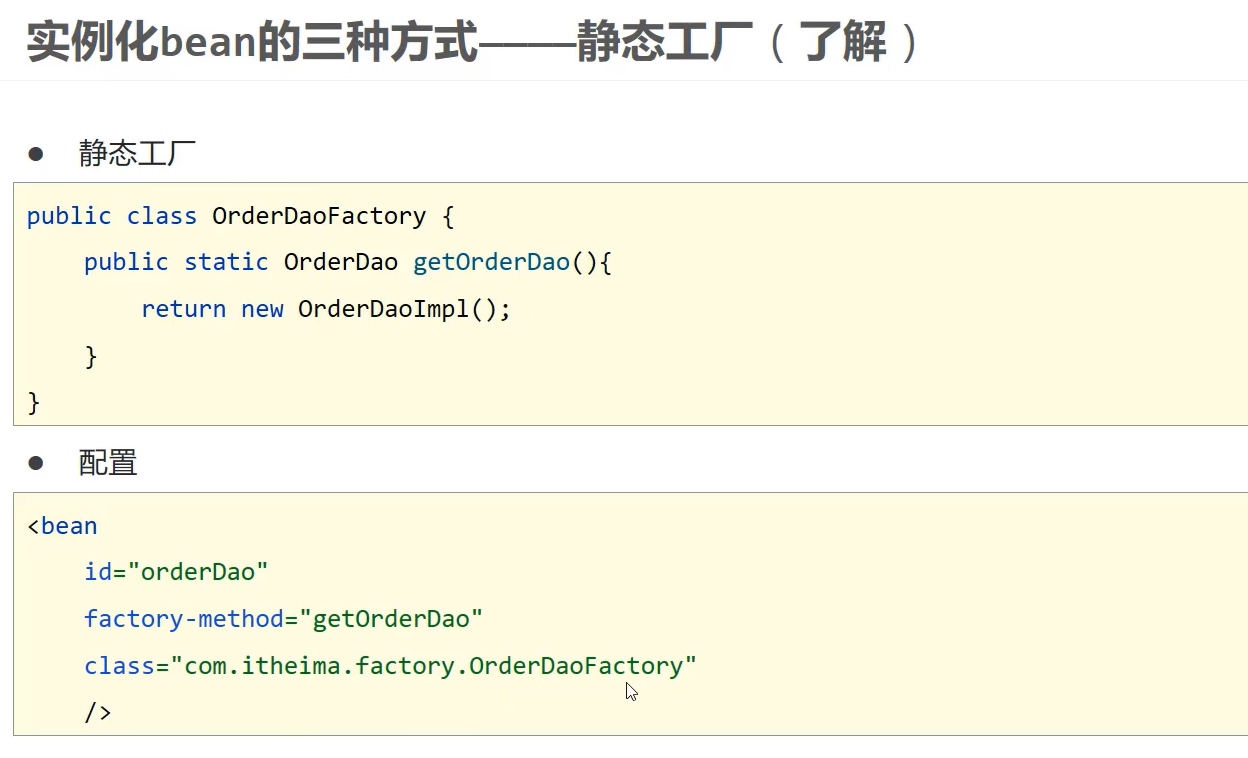 实例化bean的三种方式————静态工厂（了解）
● 静态工厂
public class OrderDaoFactory {
    public static OrderDao getOrderDao(){
        return new OrderDaoImpl();
    }
}
● 配置
<bean
    id="orderDao"
    factory-method="getOrderDao"
    class="com.itheima.factory.OrderDaoFactory"
    />